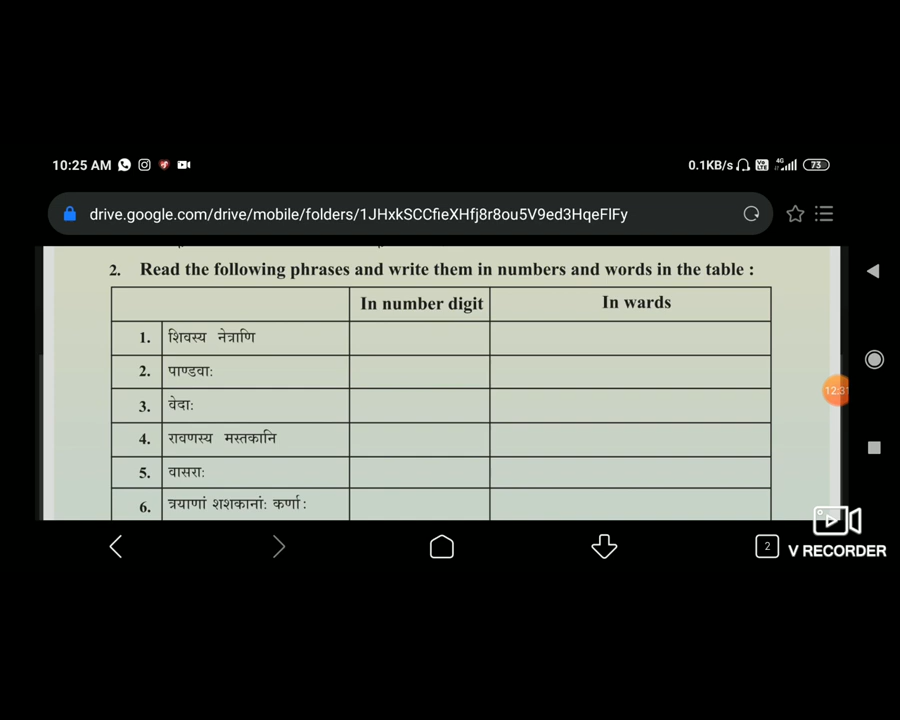 10:25 AM
0.1KB/s 4G 73
drive.google.com/drive/mobile/folders/1JHxkSCCfieXHfj8r8ou5V9ed3HqeFlFy
2. Read the following phrases and write them in numbers and words in the table :
In number digit In wards
1. शिवस्य नेत्राणि
2. पाण्डवाः
12:31
3. वेदाः
4. रावणस्य मस्तकानि
5. वासराः
6. त्रयाणां शशकानांः कर्णाः
2 V RECORDER